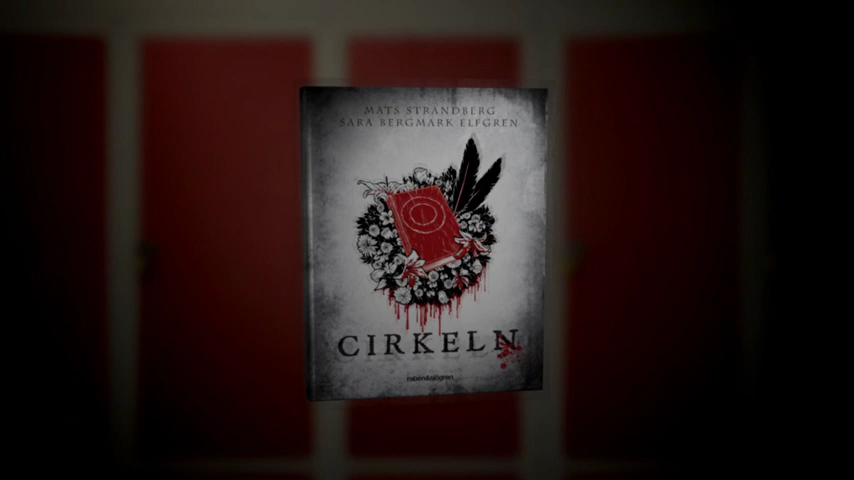 MATS STRANDBERG
SARA BERGMARK ELFGREN
CIRKELN
rabén&sjögren